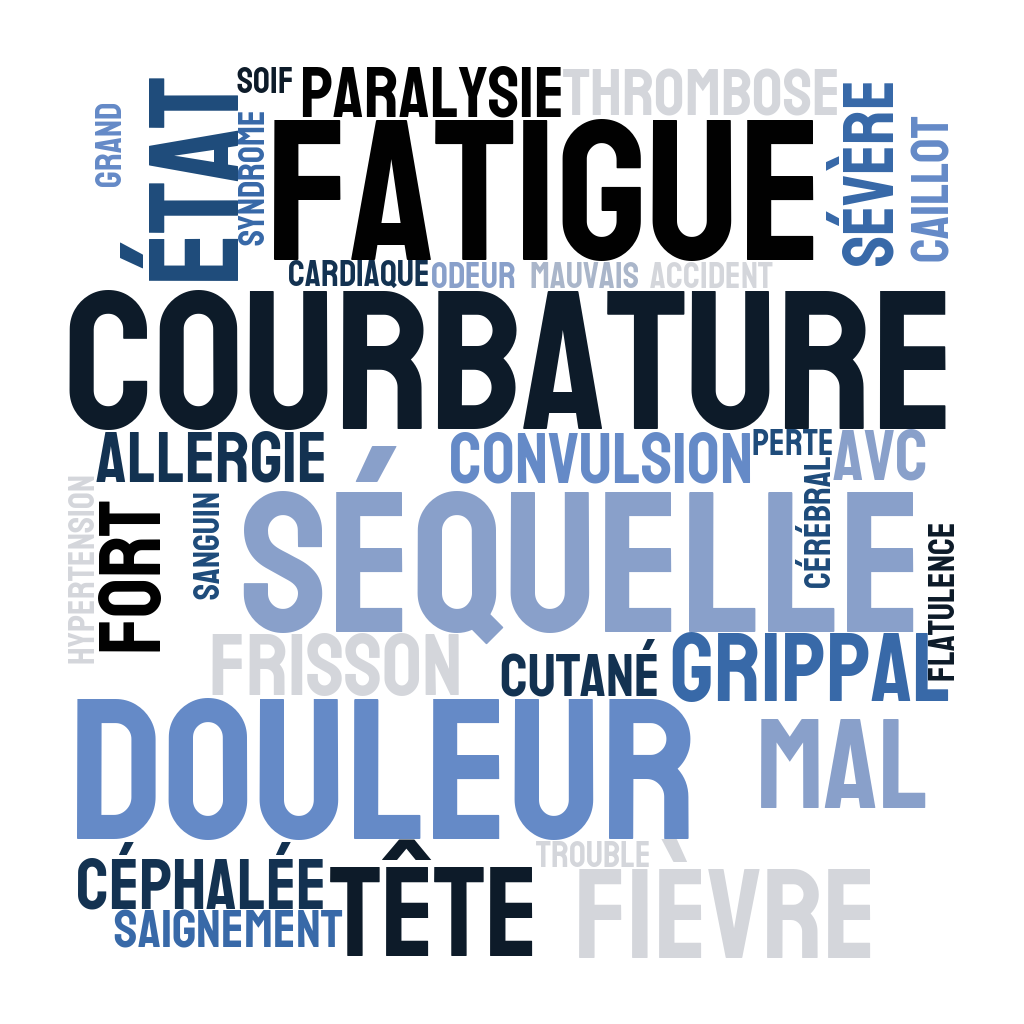 SOIF
PARALYSIE
THROMBOSE
GRAND
ÉTAT
SYNDROME
FATIGUE
SÉVÈRE
CAILLOT
CARDIAQUE
ODEUR
MAUVAIS
ACCIDENT
COURBATURE
ALLERGIE
CONVULSION
PERTE
AVC
HYPERTENSION
FORT
SANGUIN
SÉQUELLE
CÉRÉBRAL
FLATULENCE
FRISSON
CUTANÉ
GRIPPAL
DOULEUR
MAL
TROUBLE
CÉPHALÉE
TÊTE
FIÈVRE
SAIGNEMENT